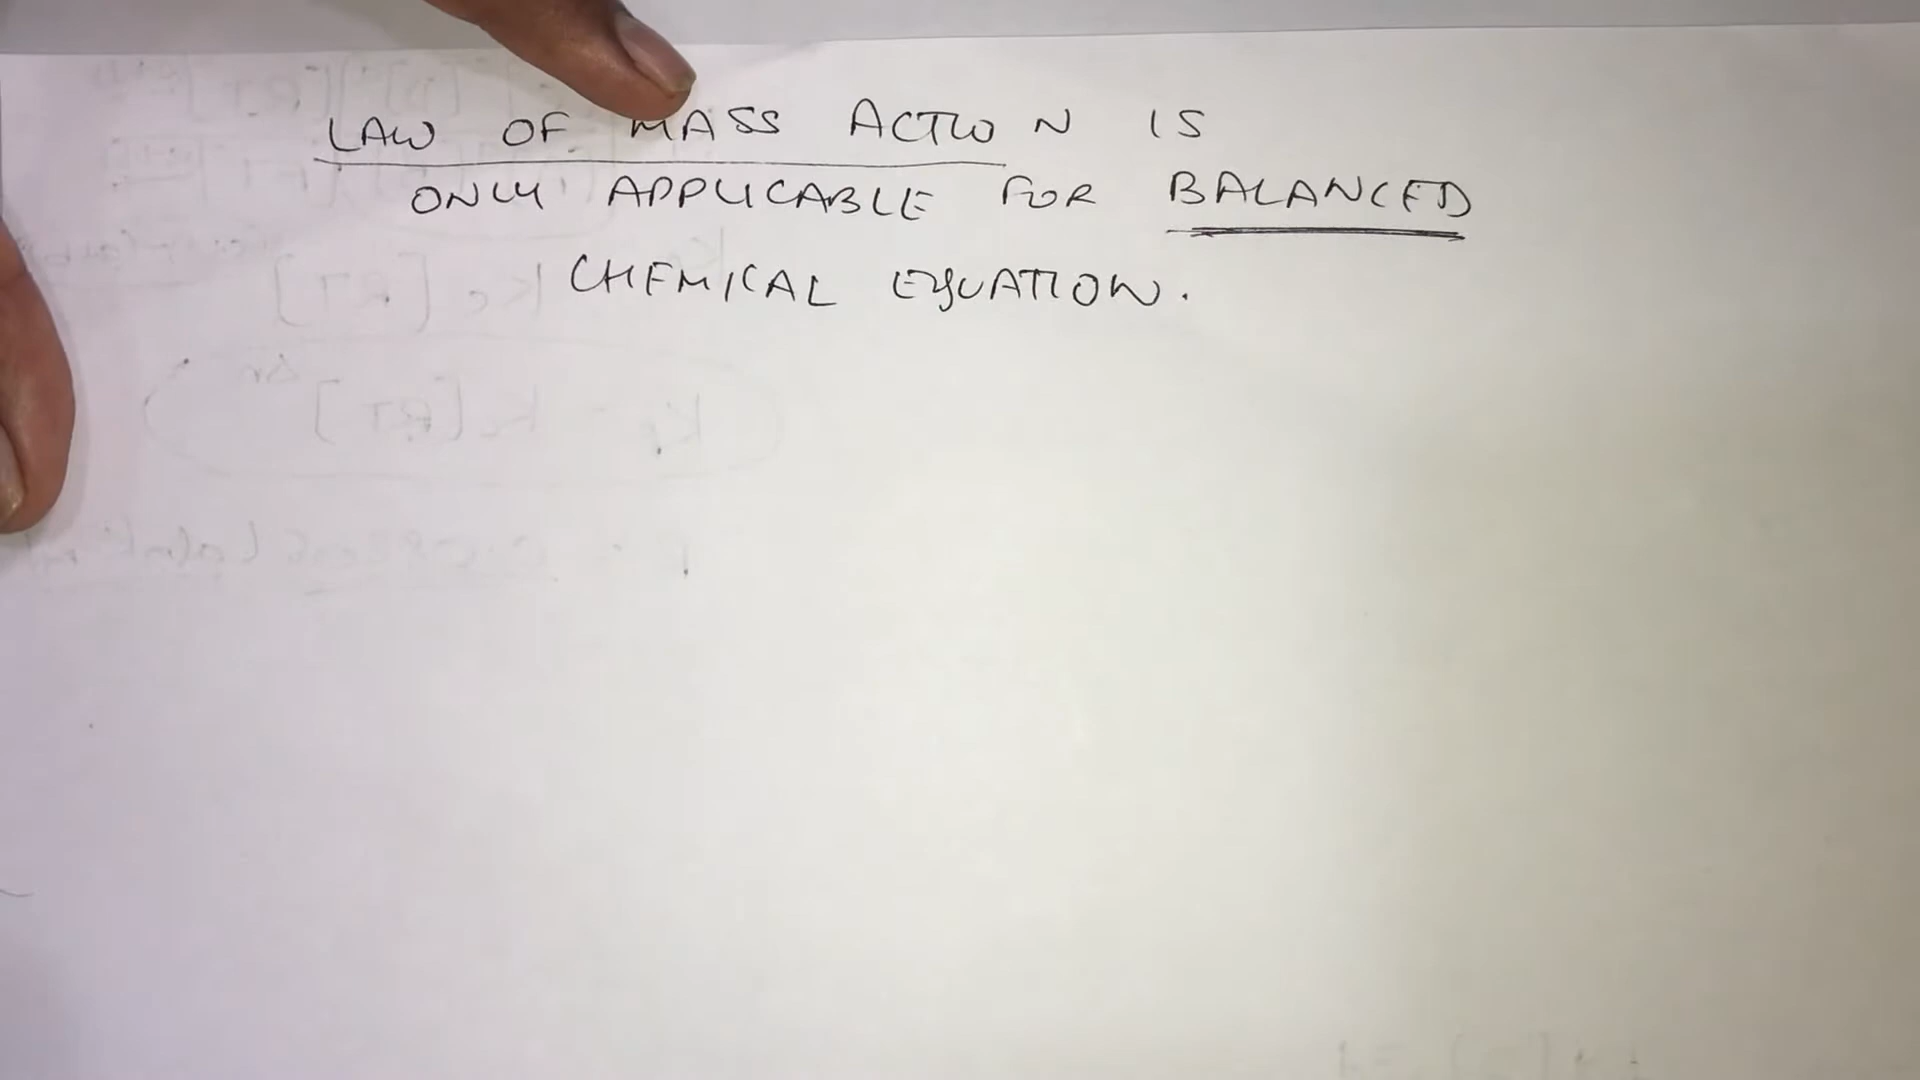 LAW OF MASS ACTION IS
ONLY APPLICABLE FOR BALANCED
CHEMICAL EQUATION.